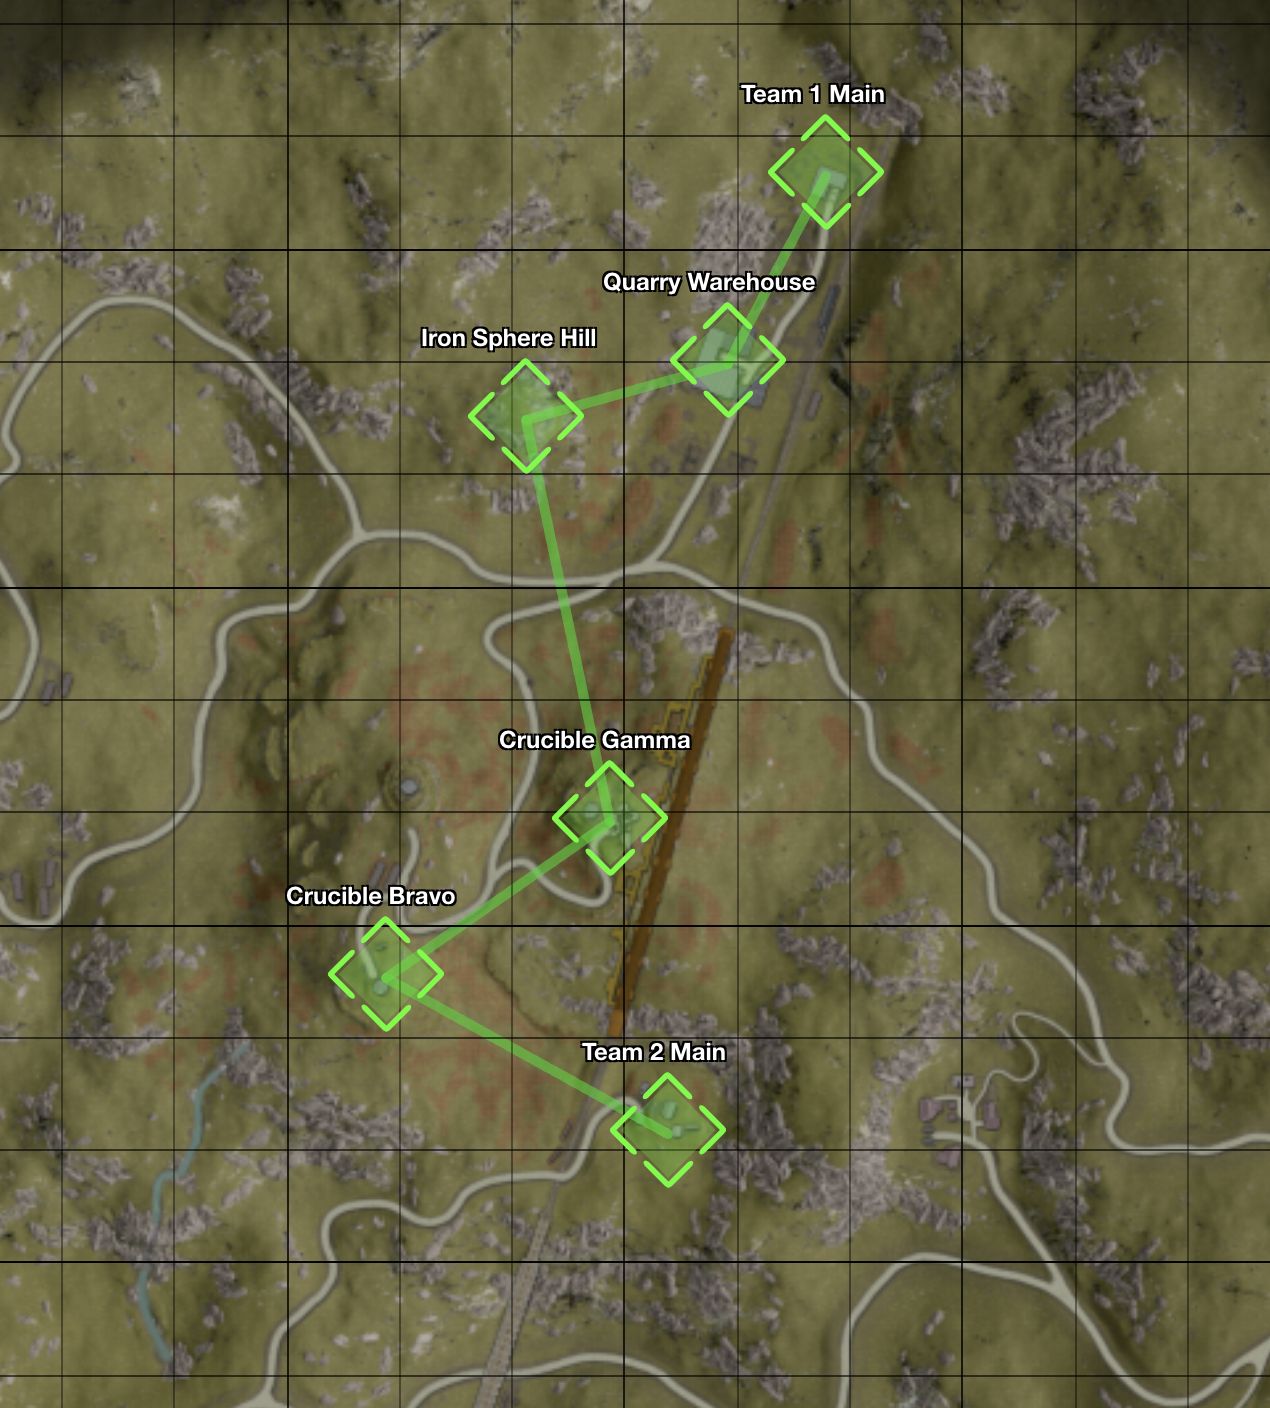 Team 1 Main
Quarry Warehouse
Iron Sphere Hill
Crucible Gamma
Crucible Bravo
Team 2 Main